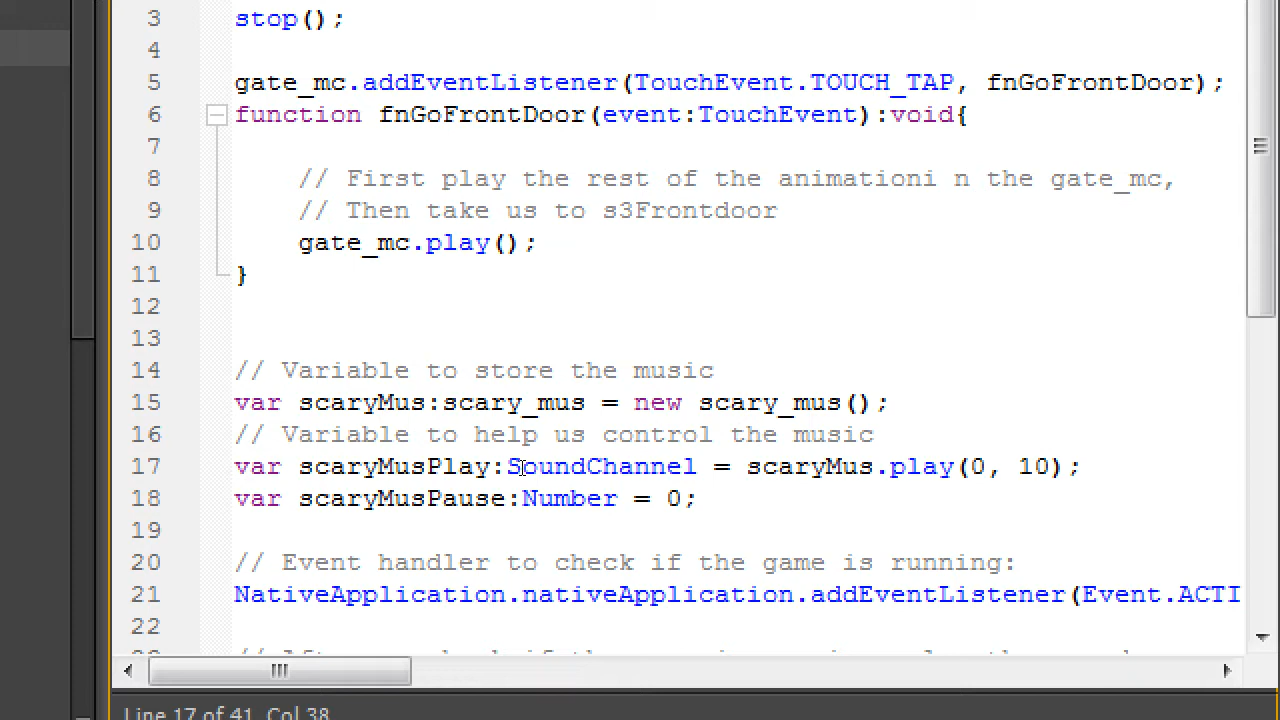 3 stop();
4
5 gate_mc.addEventListener(TouchEvent.TOUCH_TAP, fnGoFrontDoor);
6 function fnGoFrontDoor(event:TouchEvent):void{
7
8 // First play the rest of the animationi n the gate_mc,
9 // Then take us to s3Frontdoor
10 gate_mc.play();
11 }
12
13
14 // Variable to store the music
15 var scaryMus:scary_mus = new scary_mus();
16 // Variable to help us control the music
17 var scaryMusPlay:SoundChannel = scaryMus.play(0, 10);
18 var scaryMusPause:Number = 0;
19
20 // Event handler to check if the game is running:
21 NativeApplication.nativeApplication.addEventListener(Event.ACTI
22
Line 17 of 41, Col 38